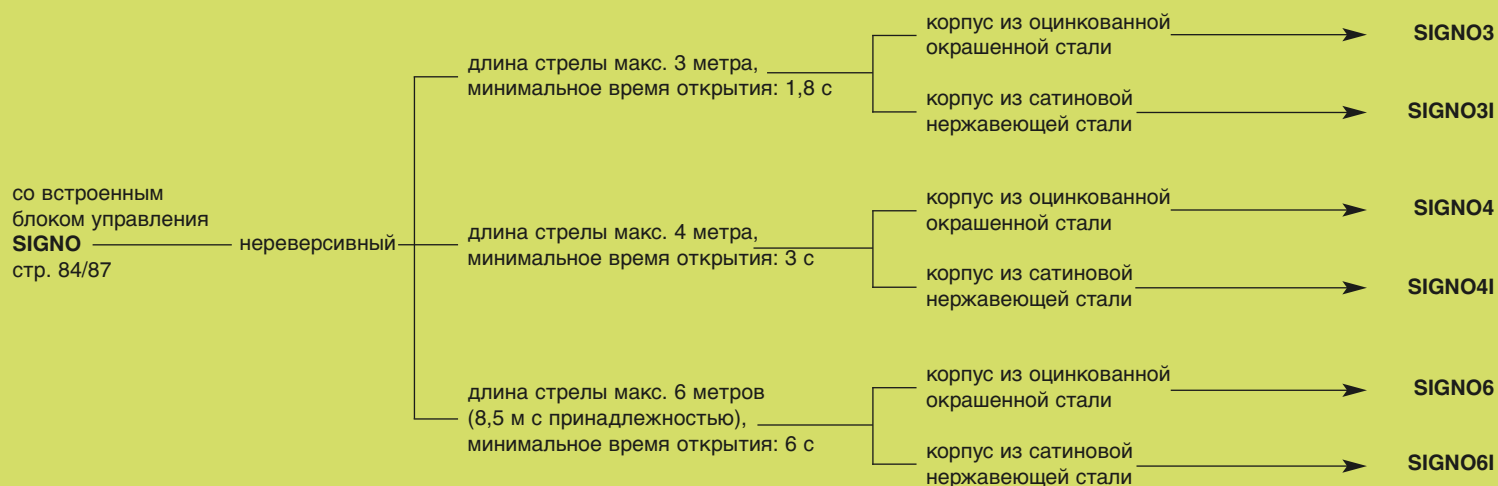 со встроенным
блоком управления
SIGNO
стр. 84/87
нереверсивный
длина стрелы макс. 3 метра,
минимальное время открытия: 1,8 с
корпус из оцинкованной
окрашенной стали
SIGNO3
корпус из сатиновой
нержавеющей стали
SIGNO3I
длина стрелы макс. 4 метра,
минимальное время открытия: 3 с
корпус из оцинкованной
окрашенной стали
SIGNO4
корпус из сатиновой
нержавеющей стали
SIGNO4I
длина стрелы макс. 6 метров
(8,5 м с принадлежностью),
минимальное время открытия: 6 с
корпус из оцинкованной
окрашенной стали
SIGNO6
корпус из сатиновой
нержавеющей стали
SIGNO6I